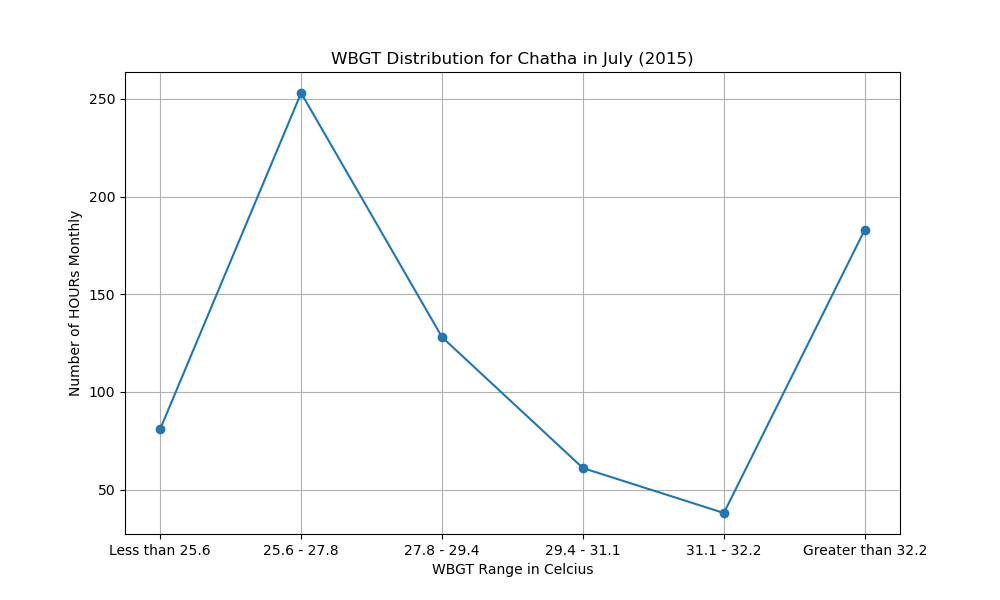 WBGT Distribution for Chatha in July (2015)
Number of HOURs Monthly
250
200
150
100
50
Less than 25.6
25.6 - 27.8
27.8 - 29.4
29.4 - 31.1
31.1 - 32.2
Greater than 32.2
WBGT Range in Celcius